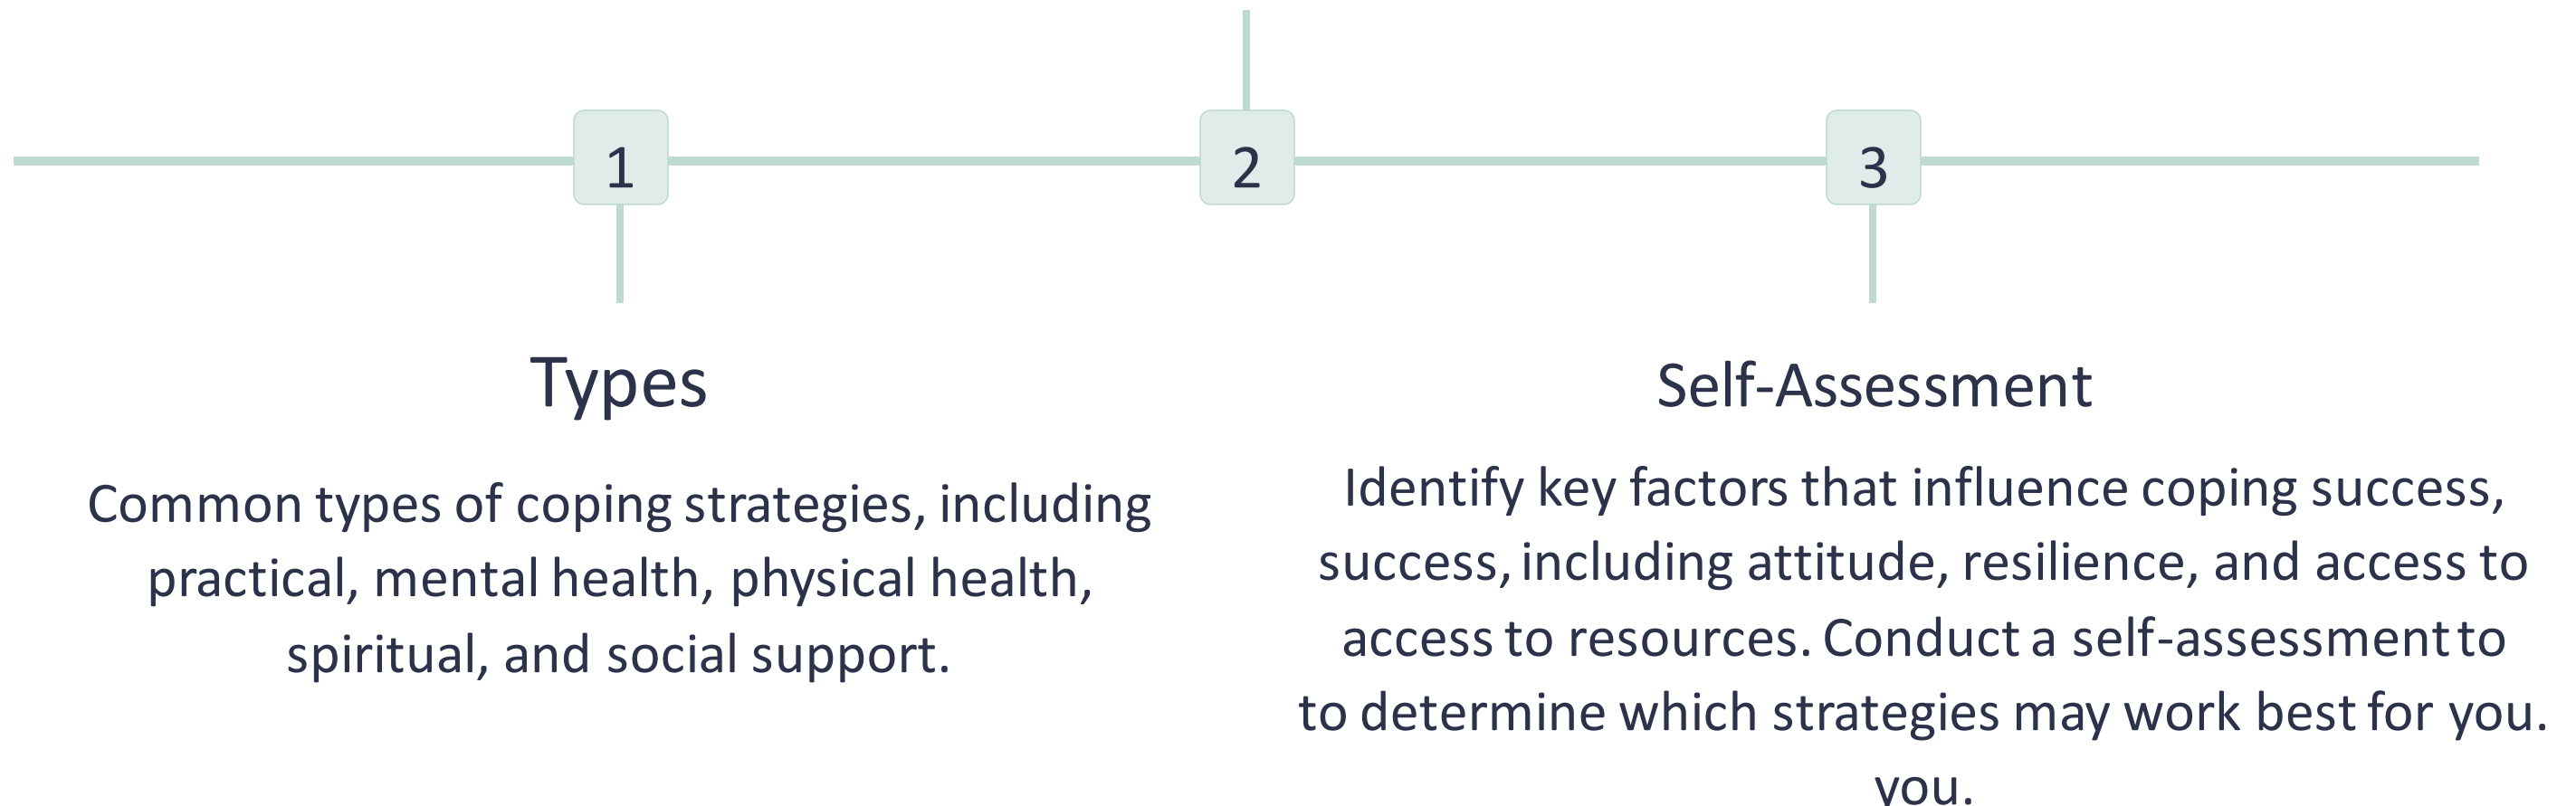 1
2
3
Types
Common types of coping strategies, including
practical, mental health, physical health,
spiritual, and social support.
Self-Assessment
Identify key factors that influence coping success,
success, including attitude, resilience, and access to
access to resources. Conduct a self-assessment to
to determine which strategies may work best for you.
you.